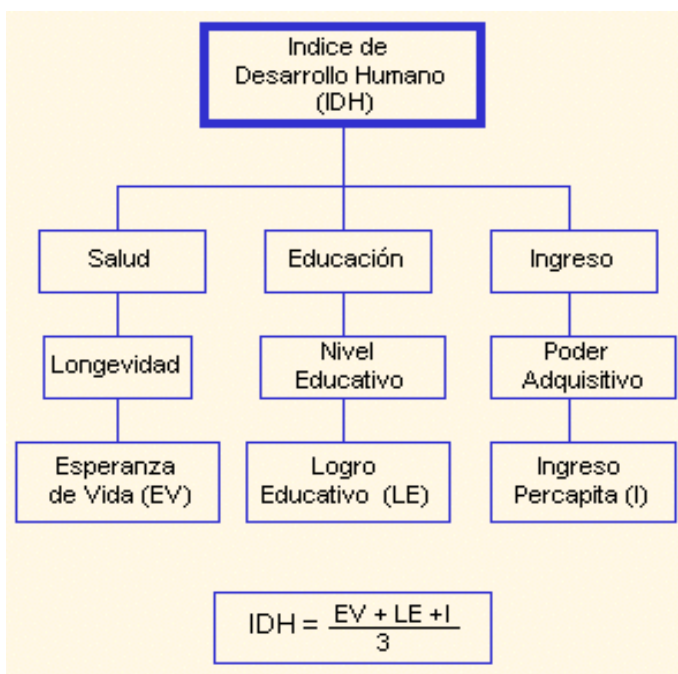 Indice de
Desarrollo Humano
(IDH)
Salud
Educación
Ingreso
Longevidad
Nivel
Educativo
Poder
Adquisitivo
Esperanza
de Vida (EV)
Logro
Educativo (LE)
Ingreso
Percapita (I)
IDH = EV + LE +I
3